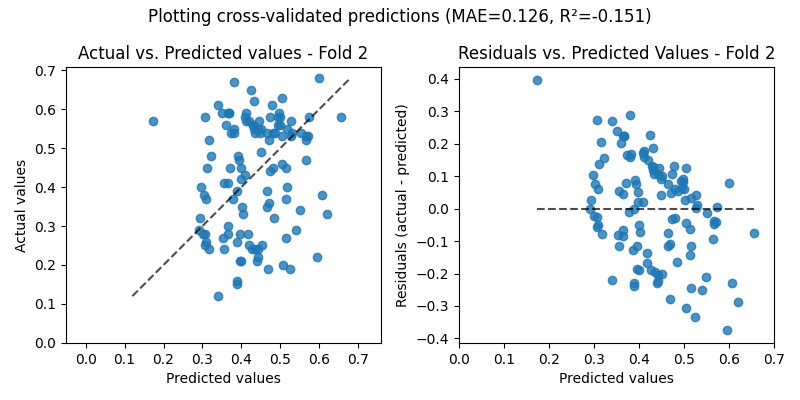 Plotting cross-validated predictions (MAE=0.126, R²=-0.151)
Actual vs. Predicted values - Fold 2
Actual values
0.7
0.6
0.5
0.4
0.3
0.2
0.1
0.0
0.0 0.1 0.2 0.3 0.4 0.5 0.6 0.7
Predicted values
Residuals vs. Predicted Values - Fold 2
Residuals (actual - predicted)
0.4
0.3
0.2
0.1
0.0
−0.1
−0.2
−0.3
−0.4
0.0 0.1 0.2 0.3 0.4 0.5 0.6 0.7
Predicted values